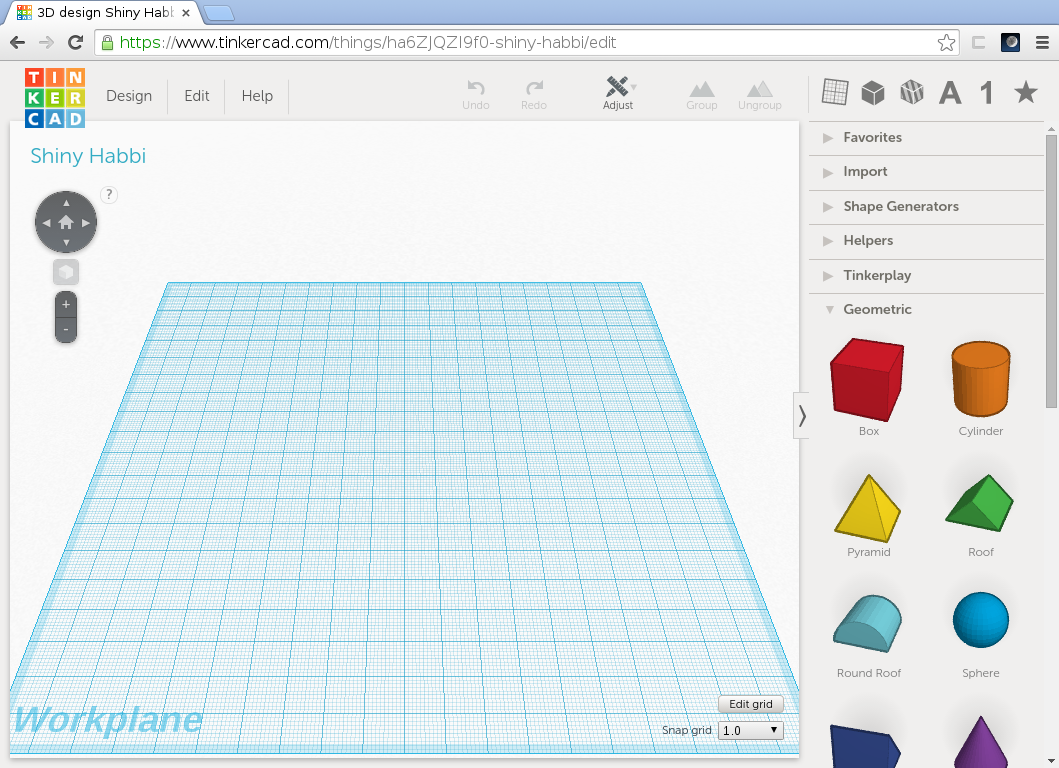 3D design Shiny Habb
https://www.tinkercad.com/things/ha6ZJQZI9f0-shiny-habbi/edit
TIN
KER
CAD
Design
Edit
Help
Undo
Redo
Adjust
Group
Ungroup
A
1
Shiny Habbi
?
+
-
Workplane
Edit grid
Snap grid 1.0
Favorites
Import
Shape Generators
Helpers
Tinkerplay
Geometric
Box Cylinder
Pyramid Roof
Round Roof Sphere